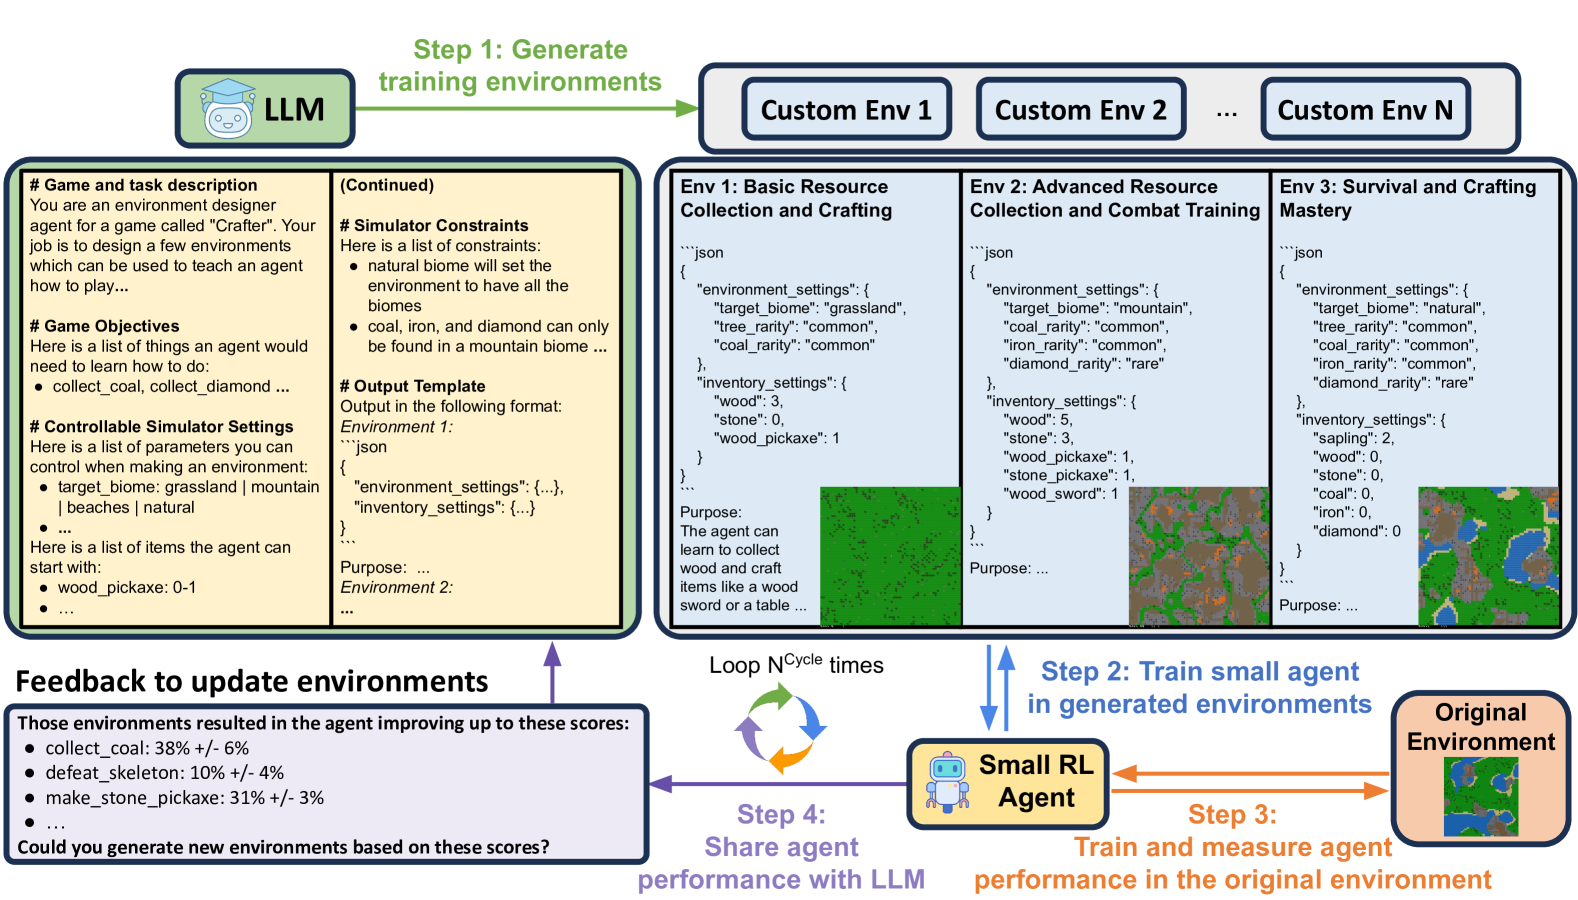 Step 1: Generate
training environments
LLM
Custom Env 1
Custom Env 2
...
Custom Env N
# Game and task description
You are an environment designer
agent for a game called "Crafter". Your
job is to design a few environments
which can be used to teach an agent
how to play...
# Game Objectives
Here is a list of things an agent would
need to learn how to do:
● collect_coal, collect_diamond ...
# Controllable Simulator Settings
Here is a list of parameters you can
control when making an environment:
● target_biome: grassland | mountain
| beaches | natural
● ...
Here is a list of items the agent can
start with:
● wood_pickaxe: 0-1
● ...
(Continued)
# Simulator Constraints
Here is a list of constraints:
● natural biome will set the
environment to have all the
biomes
● coal, iron, and diamond can only
be found in a mountain biome ...
# Output Template
Output in the following format:
Environment 1:
```json
{
"environment_settings": {...},
"inventory_settings": {...}
}
```
Purpose: ...
Environment 2:
...
Env 1: Basic Resource
Collection and Crafting
```json
{
"environment_settings": {
"target_biome": "grassland",
"tree_rarity": "common",
"coal_rarity": "common"
},
"inventory_settings": {
"wood": 3,
"stone": 0,
"wood_pickaxe": 1
}
}
```
Purpose:
The agent can
learn to collect
wood and craft
items like a wood
sword or a table ...
Env 2: Advanced Resource
Collection and Combat Training
```json
{
"environment_settings": {
"target_biome": "mountain",
"coal_rarity": "common",
"iron_rarity": "common",
"diamond_rarity": "rare"
},
"inventory_settings": {
"wood": 5,
"stone": 3,
"wood_pickaxe": 1,
"stone_pickaxe": 1,
"wood_sword": 1
}
}
```
Purpose: ...
Env 3: Survival and Crafting
Mastery
```json
{
"environment_settings": {
"target_biome": "natural",
"tree_rarity": "common",
"coal_rarity": "common",
"iron_rarity": "common",
"diamond_rarity": "rare"
},
"inventory_settings": {
"sapling": 2,
"wood": 0,
"stone": 0,
"coal": 0,
"iron": 0,
"diamond": 0
}
}
```
Purpose: ...
Feedback to update environments
Those environments resulted in the agent improving up to these scores:
● collect_coal: 38% +/- 6%
● defeat_skeleton: 10% +/- 4%
● make_stone_pickaxe: 31% +/- 3%
● ...
Could you generate new environments based on these scores?
Loop N^Cycle times
Step 2: Train small agent
in generated environments
Small RL
Agent
Original
Environment
Step 4:
Share agent
performance with LLM
Step 3:
Train and measure agent
performance in the original environment